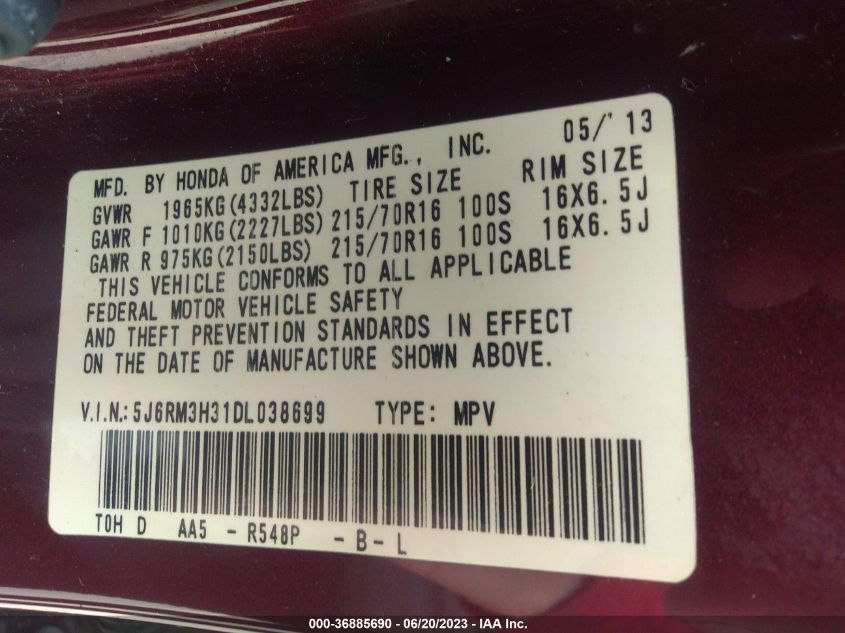 MFD. BY HONDA OF AMERICA MFG., INC. 05/'13
GVWR 1965KG(4332LBS) TIRE SIZE RIM SIZE
GAWR F 1010KG(2227LBS) 215/70R16 100S 16X6.5J
GAWR R 975KG(2150LBS) 215/70R16 100S 16X6.5J
THIS VEHICLE CONFORMS TO ALL APPLICABLE
FEDERAL MOTOR VEHICLE SAFETY
AND THEFT PREVENTION STANDARDS IN EFFECT
ON THE DATE OF MANUFACTURE SHOWN ABOVE.
V.I.N.: 5J6RM3H31DL038699 TYPE: MPV
TOH D AA5 - R548P - B - L
000-36885690 - 06/20/2023 - IAA Inc.